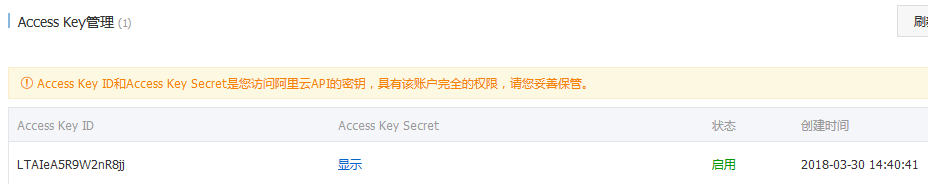 Access Key管理 (1)
Access Key ID和Access Key Secret是您访问阿里云API的密钥，具有该账户完全的权限，请您妥善保管。
Access Key ID Access Key Secret 状态 创建时间
LTAIeA5R9W2nR8jj 显示 启用 2018-03-30 14:40:41